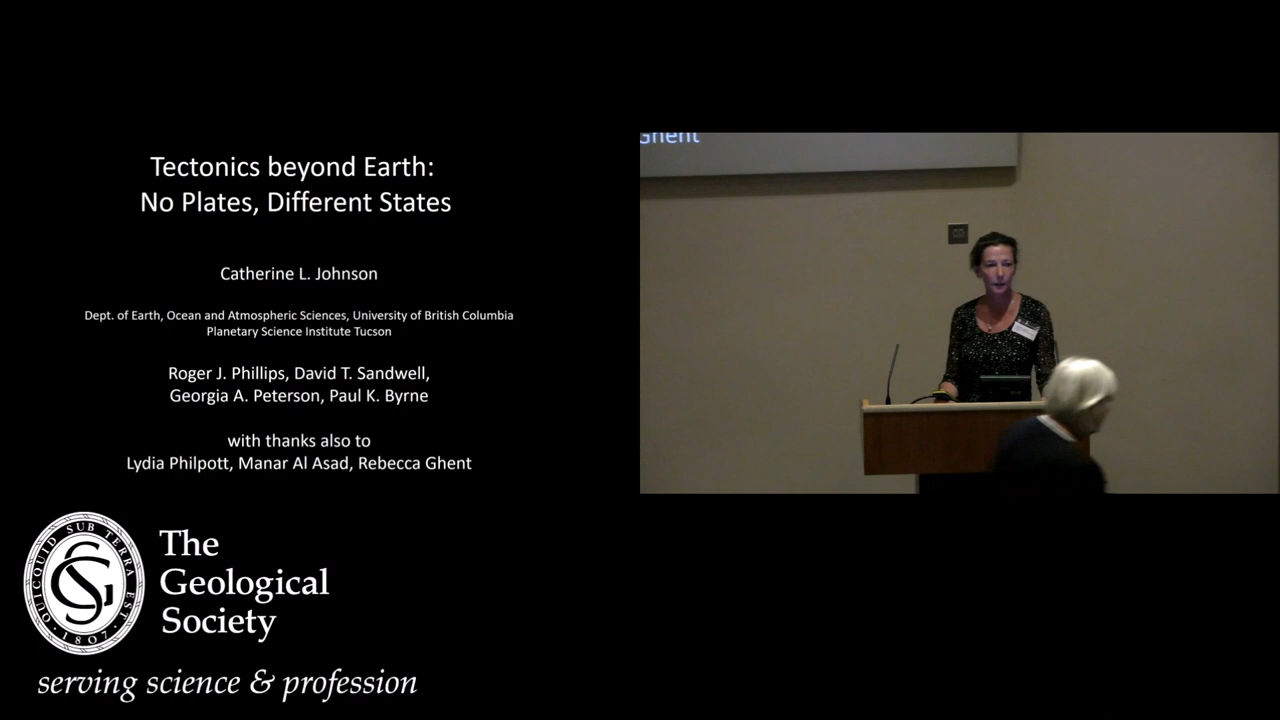 Tectonics beyond Earth:
No Plates, Different States
Catherine L. Johnson
Dept. of Earth, Ocean and Atmospheric Sciences, University of British Columbia
Planetary Science Institute Tucson
Roger J. Phillips, David T. Sandwell,
Georgia A. Peterson, Paul K. Byrne
with thanks also to
Lydia Philpott, Manar Al Asad, Rebecca Ghent
Ghent
QUICQUID SUB TERRA EST
GS
· 1807 ·
The
Geological
Society
serving science & profession